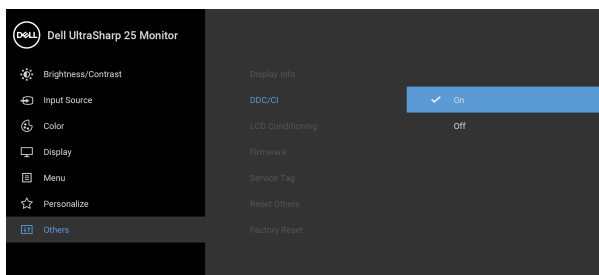 DELL Dell UltraSharp 25 Monitor
Brightness/Contrast
Input Source
Color
Display
Menu
Personalize
Others
Display Info
DDC/CI
LCD Conditioning
Firmware
Service Tag
Reset Others
Factory Reset
On
Off